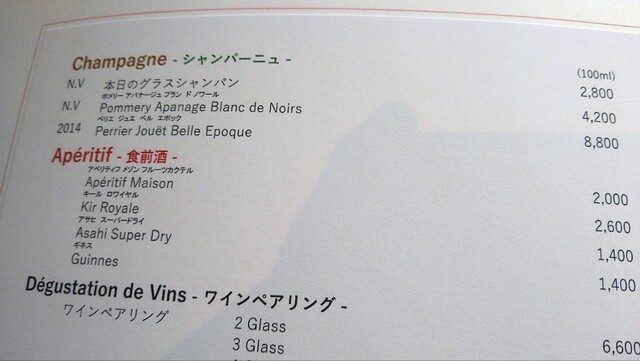 Champagne - シャンパーニュ -
(100ml)
N.V 本日のグラスシャンパン 2,800
ポメリー アパナージュ ブラン ド ノワール
N.V Pommery Apanage Blanc de Noirs 4,200
ペリエ ジュエ ベル エポック
2014 Perrier Jouët Belle Epoque 8,800
Apéritif - 食前酒 -
アペリティフ メゾン フルーツカクテル
Apéritif Maison 2,000
キール ロワイヤル
Kir Royale 2,600
アサヒ スーパードライ
Asahi Super Dry 1,400
ギネス
Guinnes 1,400
Dégustation de Vins - ワインペアリング -
ワインペアリング 2 Glass
3 Glass 6,600